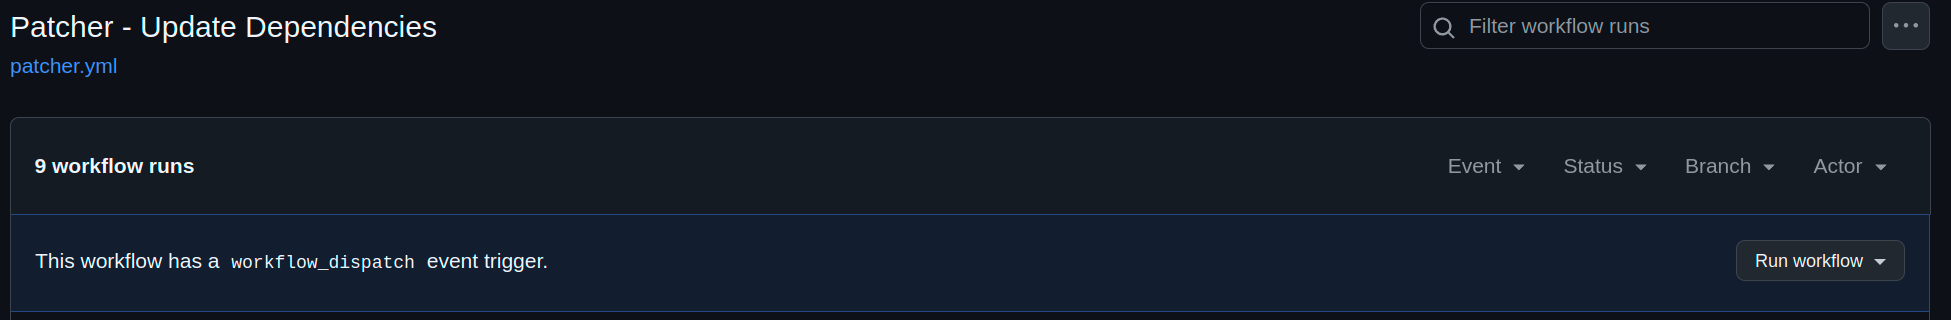 Patcher - Update Dependencies
Filter workflow runs
patcher.yml
9 workflow runs
Event Status Branch Actor
This workflow has a workflow_dispatch event trigger.
Run workflow